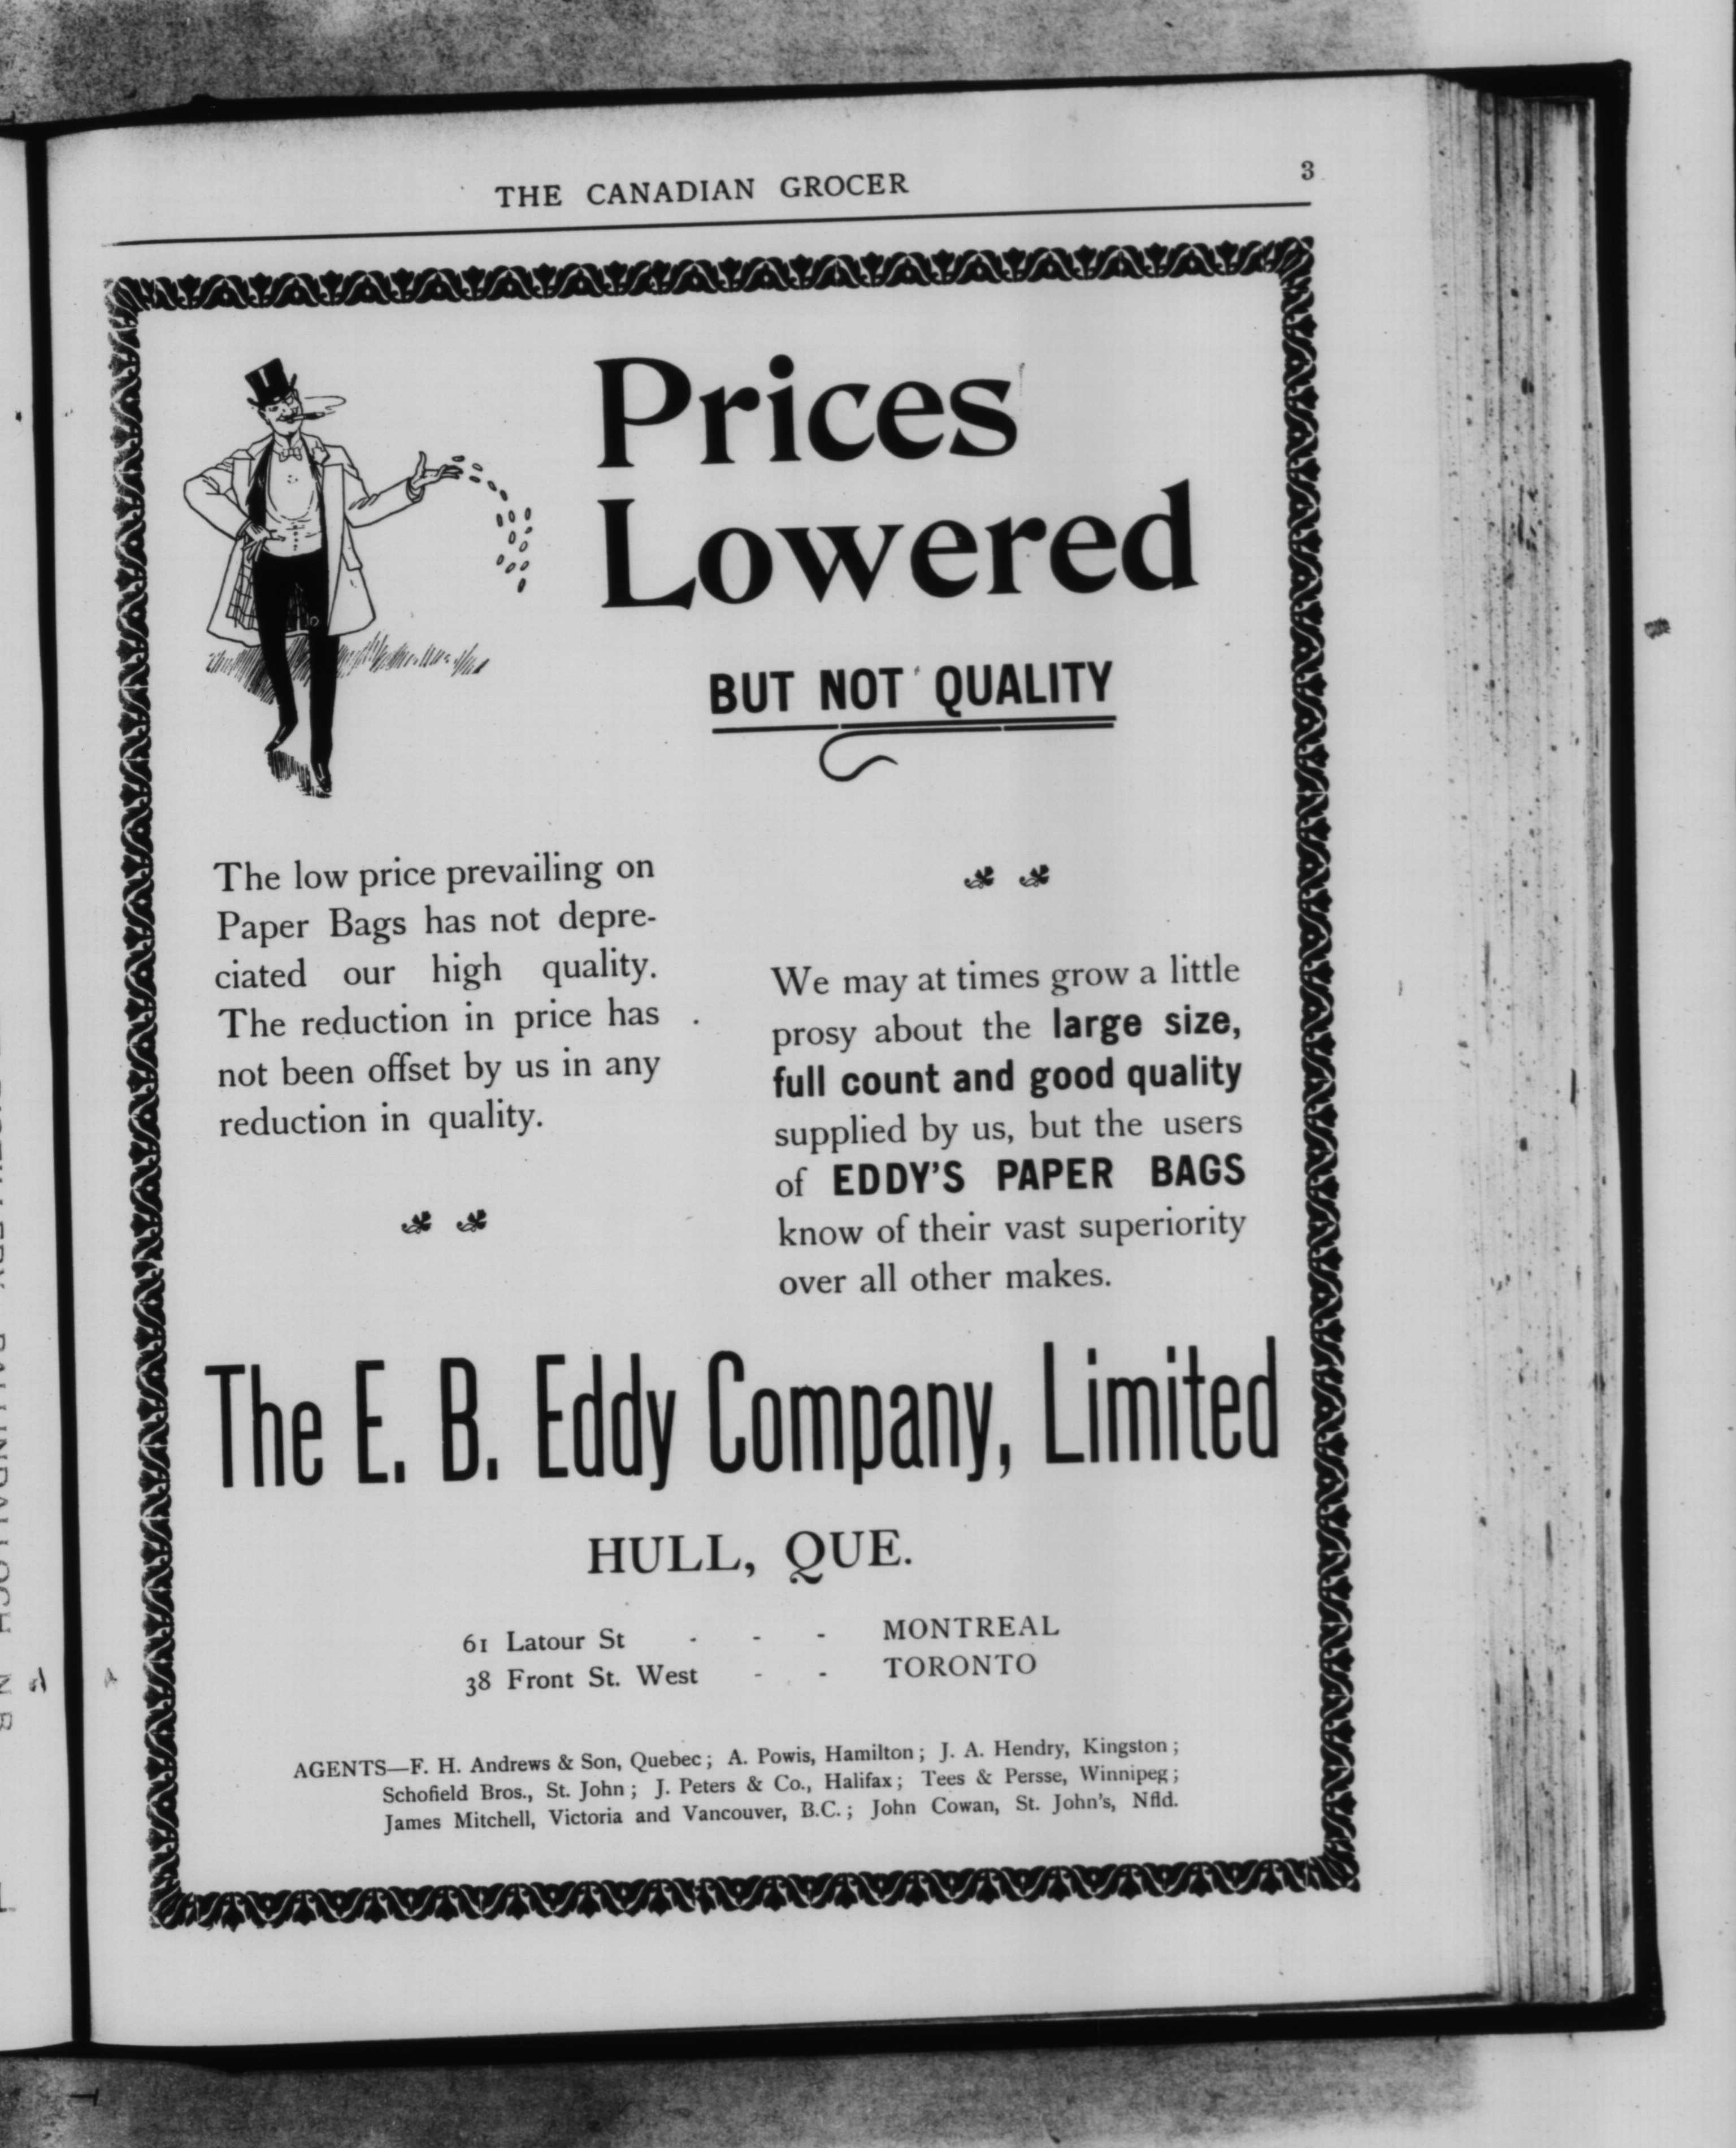 THE CANADIAN GROCER
3
Prices
Lowered
BUT NOT QUALITY
The low price prevailing on
Paper Bags has not depre-
ciated our high quality.
The reduction in price has
not been offset by us in any
reduction in quality.
We may at times grow a little
prosy about the large size,
full count and good quality
supplied by us, but the users
of EDDY'S PAPER BAGS
know of their vast superiority
over all other makes.
The E. B. Eddy Company, Limited
HULL, QUE.
61 Latour St - - - MONTREAL
38 Front St. West - - TORONTO
AGENTS—F. H. Andrews & Son, Quebec; A. Powis, Hamilton; J. A. Hendry, Kingston;
Schofield Bros., St. John; J. Peters & Co., Halifax; Tees & Persse, Winnipeg;
James Mitchell, Victoria and Vancouver, B.C.; John Cowan, St. John's, Nfld.